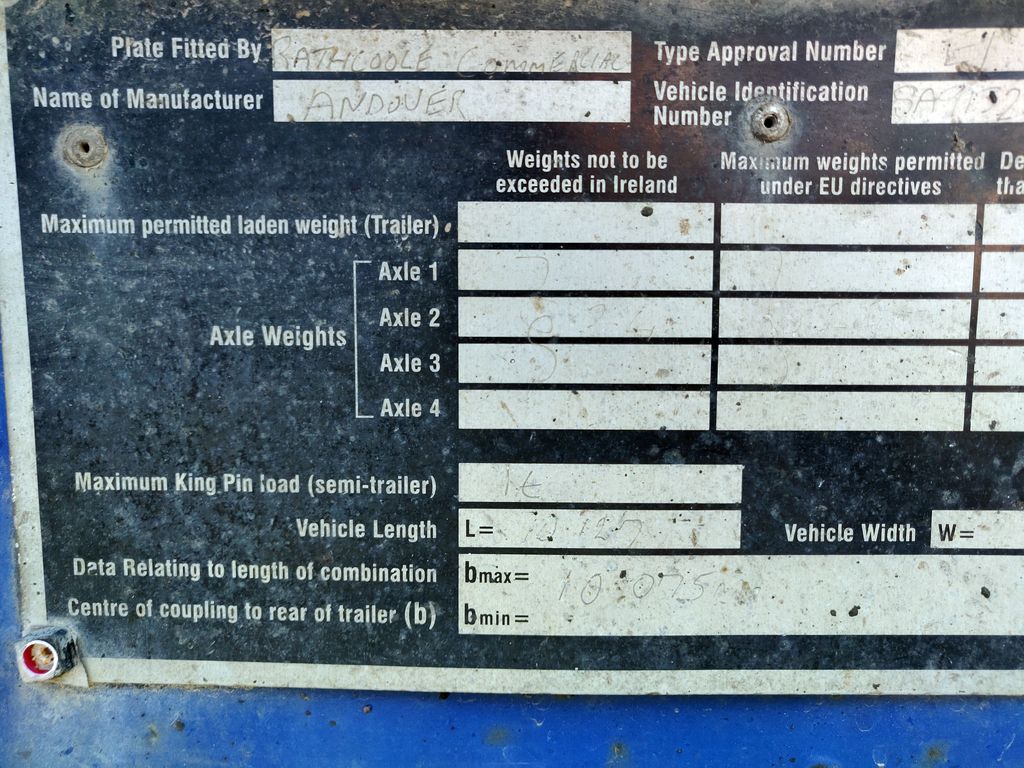 Plate Fitted By RATHCOOLE COMMERCIAL Type Approval Number
Name of Manufacturer ANDOVER Vehicle Identification Number
Weights not to be exceeded in Ireland
Maximum weights permitted under EU directives
Maximum permitted laden weight (Trailer)
Axle Weights
Axle 1
Axle 2
Axle 3
Axle 4
Maximum King Pin load (semi-trailer)
Vehicle Length L= Vehicle Width W=
Data Relating to length of combination bmax= 10.075
Centre of coupling to rear of trailer (b) bmin=